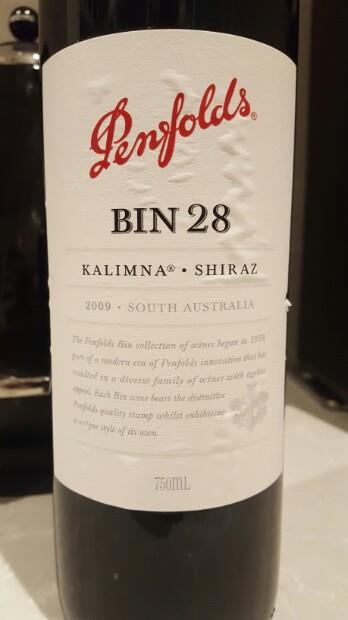 Penfolds®
BIN 28
KALIMNA® • SHIRAZ
2009 • SOUTH AUSTRALIA
The Penfolds Bin collection of wines began in 1959,
part of a modern era of Penfolds innovation that has
resulted in a diverse family of wines with ageless
appeal. Each Bin wine bears the distinctive
Penfolds quality stamp whilst exhibiting
a unique style of its own.
750ML